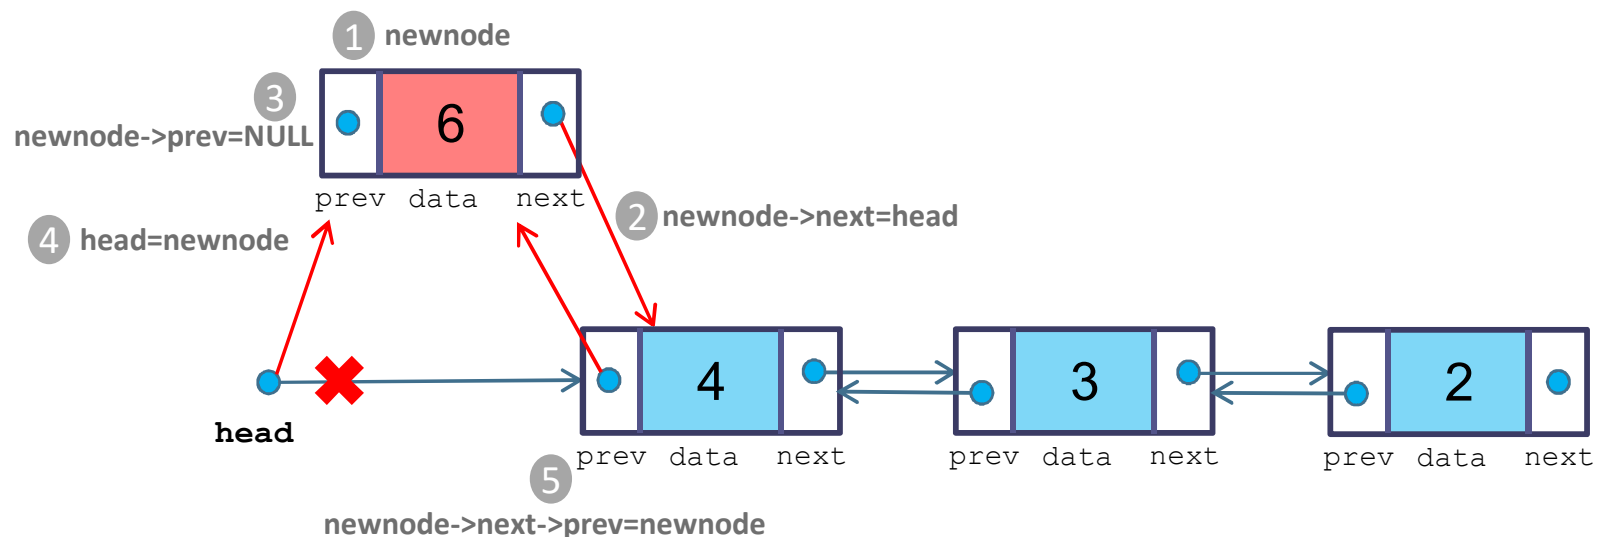 1 newnode
3
newnode->prev=NULL
6
prev data next
2 newnode->next=head
4 head=newnode
head
4
prev data next
3
prev data next
2
prev data next
5
newnode->next->prev=newnode